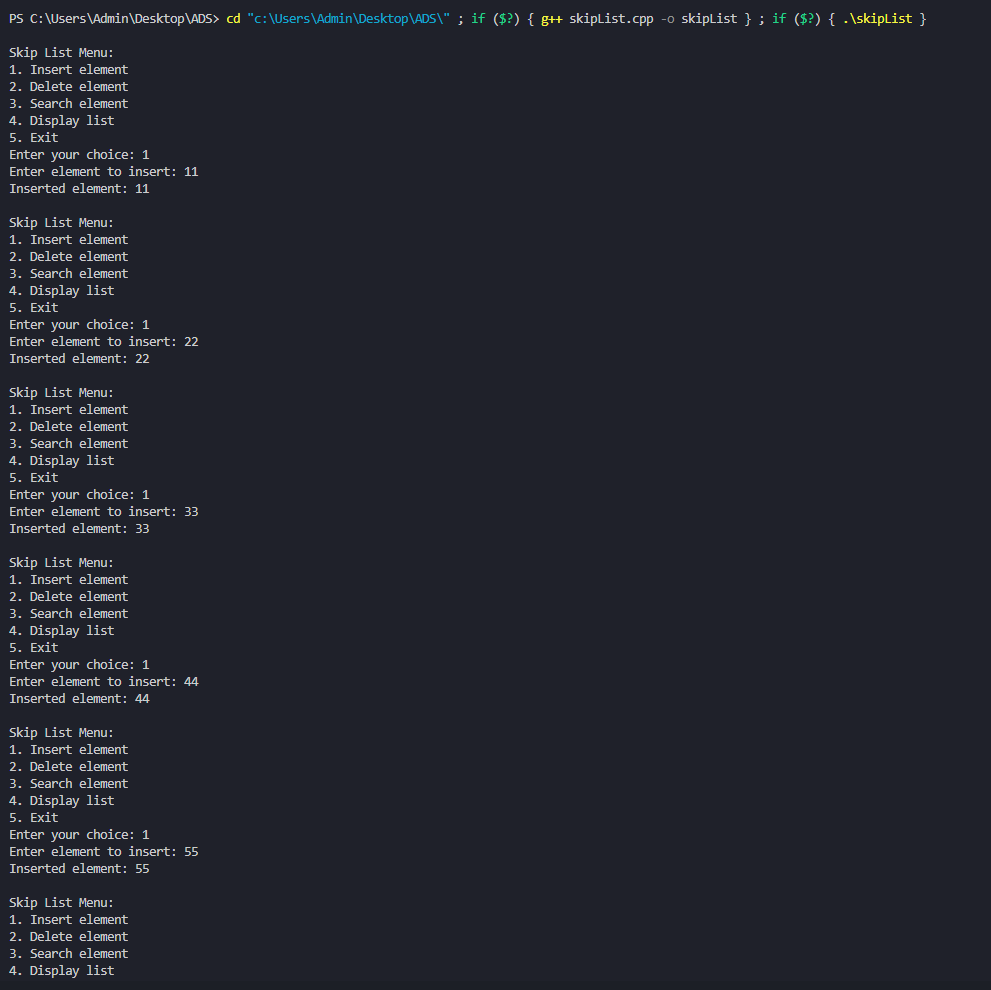 PS C:\Users\Admin\Desktop\ADS> cd "c:\Users\Admin\Desktop\ADS\" ; if ($?) { g++ skipList.cpp -o skipList } ; if ($?) { .\skipList }
Skip List Menu:
1. Insert element
2. Delete element
3. Search element
4. Display list
5. Exit
Enter your choice: 1
Enter element to insert: 11
Inserted element: 11
Skip List Menu:
1. Insert element
2. Delete element
3. Search element
4. Display list
5. Exit
Enter your choice: 1
Enter element to insert: 22
Inserted element: 22
Skip List Menu:
1. Insert element
2. Delete element
3. Search element
4. Display list
5. Exit
Enter your choice: 1
Enter element to insert: 33
Inserted element: 33
Skip List Menu:
1. Insert element
2. Delete element
3. Search element
4. Display list
5. Exit
Enter your choice: 1
Enter element to insert: 44
Inserted element: 44
Skip List Menu:
1. Insert element
2. Delete element
3. Search element
4. Display list
5. Exit
Enter your choice: 1
Enter element to insert: 55
Inserted element: 55
Skip List Menu:
1. Insert element
2. Delete element
3. Search element
4. Display list